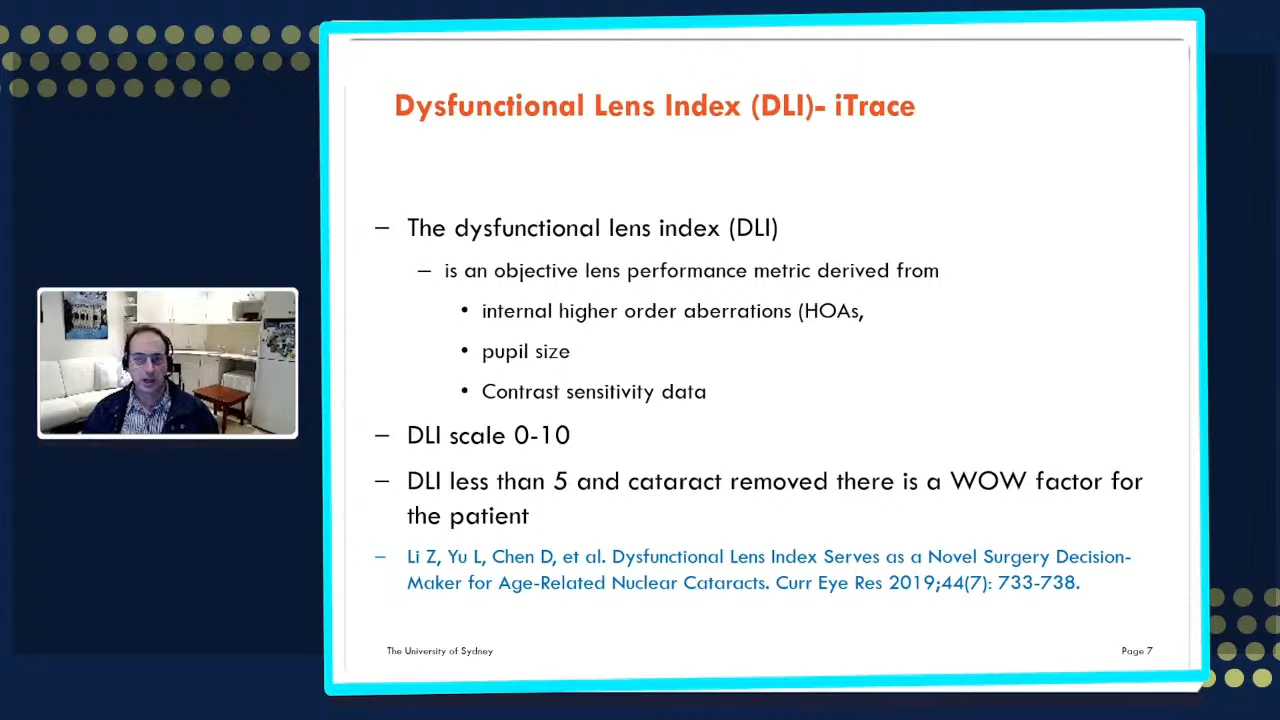 Dysfunctional Lens Index (DLI)- iTrace
– The dysfunctional lens index (DLI)
– is an objective lens performance metric derived from
• internal higher order aberrations (HOAs,
• pupil size
• Contrast sensitivity data
– DLI scale 0-10
– DLI less than 5 and cataract removed there is a WOW factor for
the patient
– Li Z, Yu L, Chen D, et al. Dysfunctional Lens Index Serves as a Novel Surgery Decision-
Maker for Age-Related Nuclear Cataracts. Curr Eye Res 2019;44(7): 733-738.
The University of Sydney
Page 7